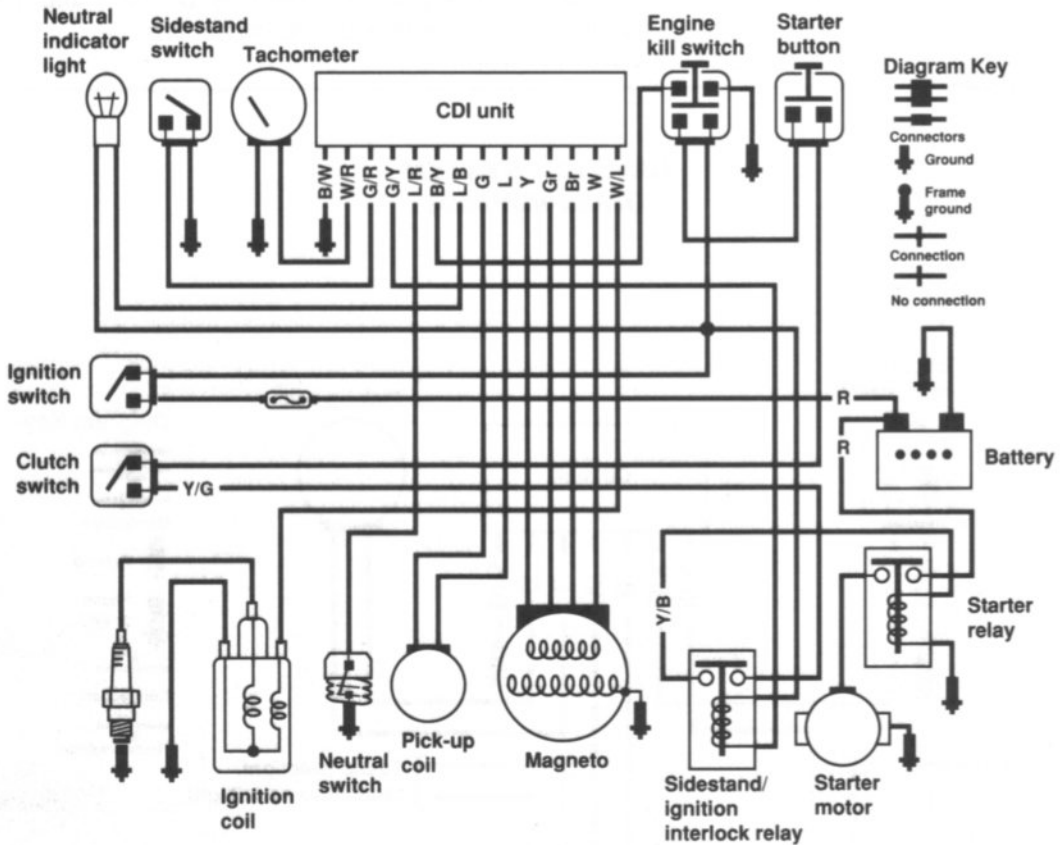 Neutral
indicator
light
Sidestand
switch
Tachometer
CDI unit
Engine
kill switch
Starter
button
Diagram Key
Connectors
Ground
Frame
ground
Connection
No connection
B/W
W/R
G/R
G/Y
L/R
B/Y
L/B
G
L
Y
Gr
Br
W
W/L
Ignition
switch
R
R
Battery
Clutch
switch
Y/G
Y/B
Starter
relay
Ignition
coil
Neutral
switch
Pick-up
coil
Magneto
Sidestand/
ignition
interlock relay
Starter
motor